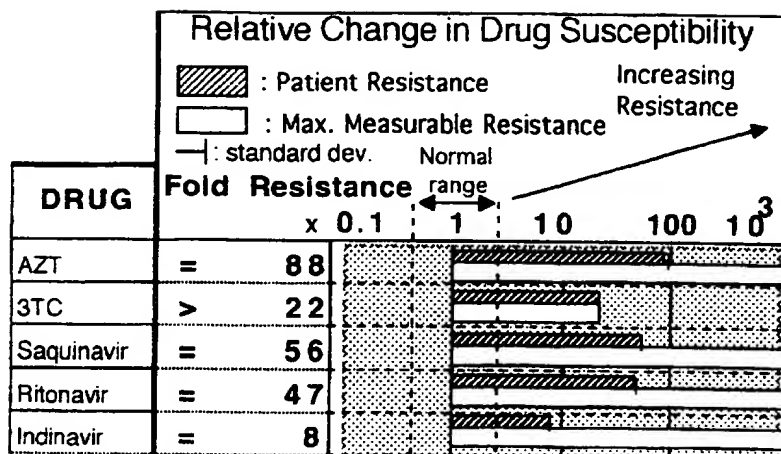 Relative Change in Drug Susceptibility
: Patient Resistance
Increasing
Resistance
: Max. Measurable Resistance
: standard dev.
Normal
range
DRUG
Fold Resistance
x 0.1 1 10 100 10³
AZT = 88
3TC > 22
Saquinavir = 56
Ritonavir = 47
Indinavir = 8